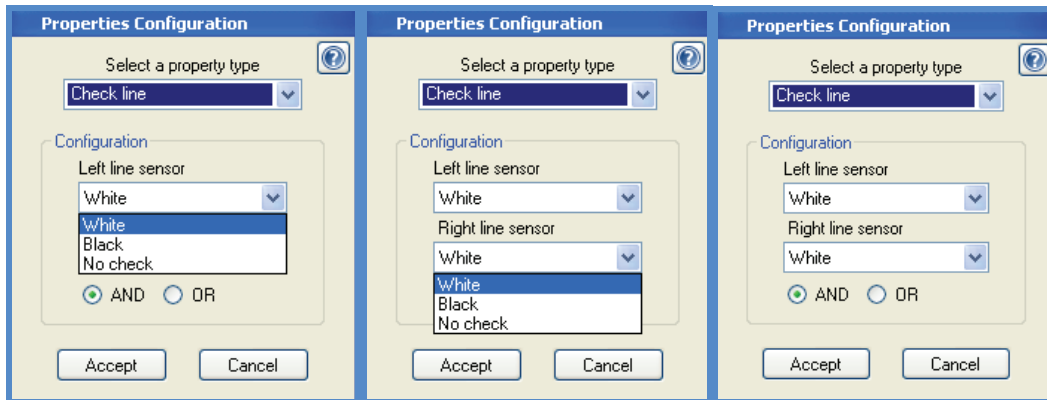 Properties Configuration
Select a property type
Check line
Configuration
Left line sensor
White
White
Black
No check
AND OR
Accept Cancel
Properties Configuration
Select a property type
Check line
Configuration
Left line sensor
White
Right line sensor
White
White
Black
No check
Accept Cancel
Properties Configuration
Select a property type
Check line
Configuration
Left line sensor
White
Right line sensor
White
AND OR
Accept Cancel